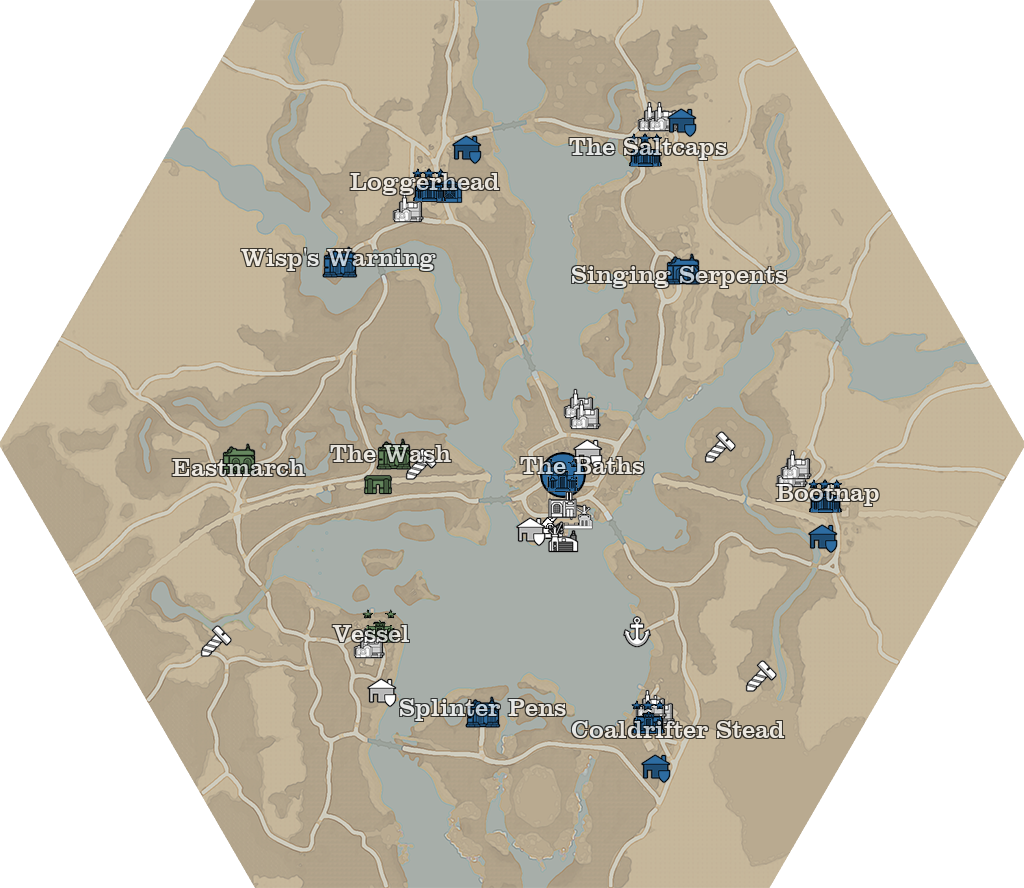 The Saltcaps
Loggerhead
Wisp's Warning
Singing Serpents
The Wash
Eastmarch
The Baths
Bootnap
Vessel
Splinter Pens
Coaldrifter Stead